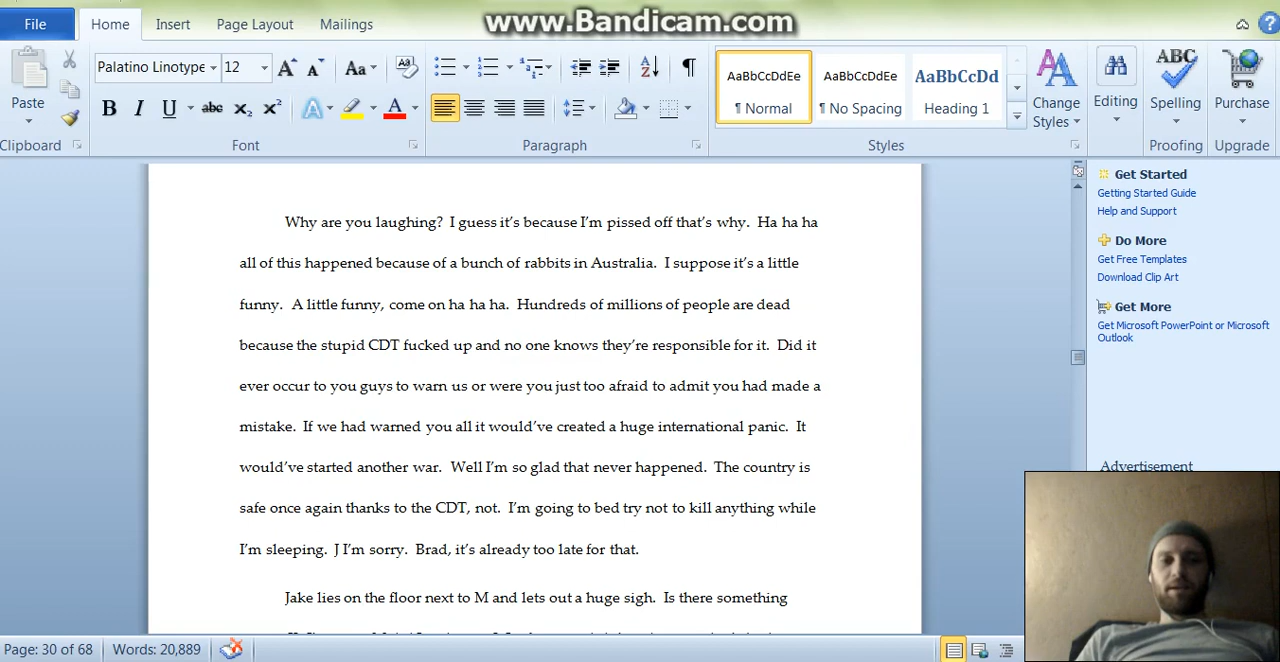 www.Bandicam.com
File Home Insert Page Layout Mailings
Palatino Linotype 12 Aa
AaBbCcDdEe AaBbCcDdEe AaBbCcDd
Paste B I U abc X₂ X² A A ¶ Normal ¶ No Spacing Heading 1 Change Styles Editing ABC Spelling Purchase
Clipboard Font Paragraph Styles Proofing Upgrade
Why are you laughing? I guess it's because I'm pissed off that's why. Ha ha ha
all of this happened because of a bunch of rabbits in Australia. I suppose it's a little
funny. A little funny, come on ha ha ha. Hundreds of millions of people are dead
because the stupid CDT fucked up and no one knows they're responsible for it. Did it
ever occur to you guys to warn us or were you just too afraid to admit you had made a
mistake. If we had warned you all it would've created a huge international panic. It
would've started another war. Well I'm so glad that never happened. The country is
safe once again thanks to the CDT, not. I'm going to bed try not to kill anything while
I'm sleeping. J I'm sorry. Brad, it's already too late for that.
Jake lies on the floor next to M and lets out a huge sigh. Is there something
Get Started
Getting Started Guide
Help and Support
Do More
Get Free Templates
Download Clip Art
Get More
Get Microsoft PowerPoint or Microsoft
Outlook
Advertisement
Page: 30 of 68 Words: 20,889